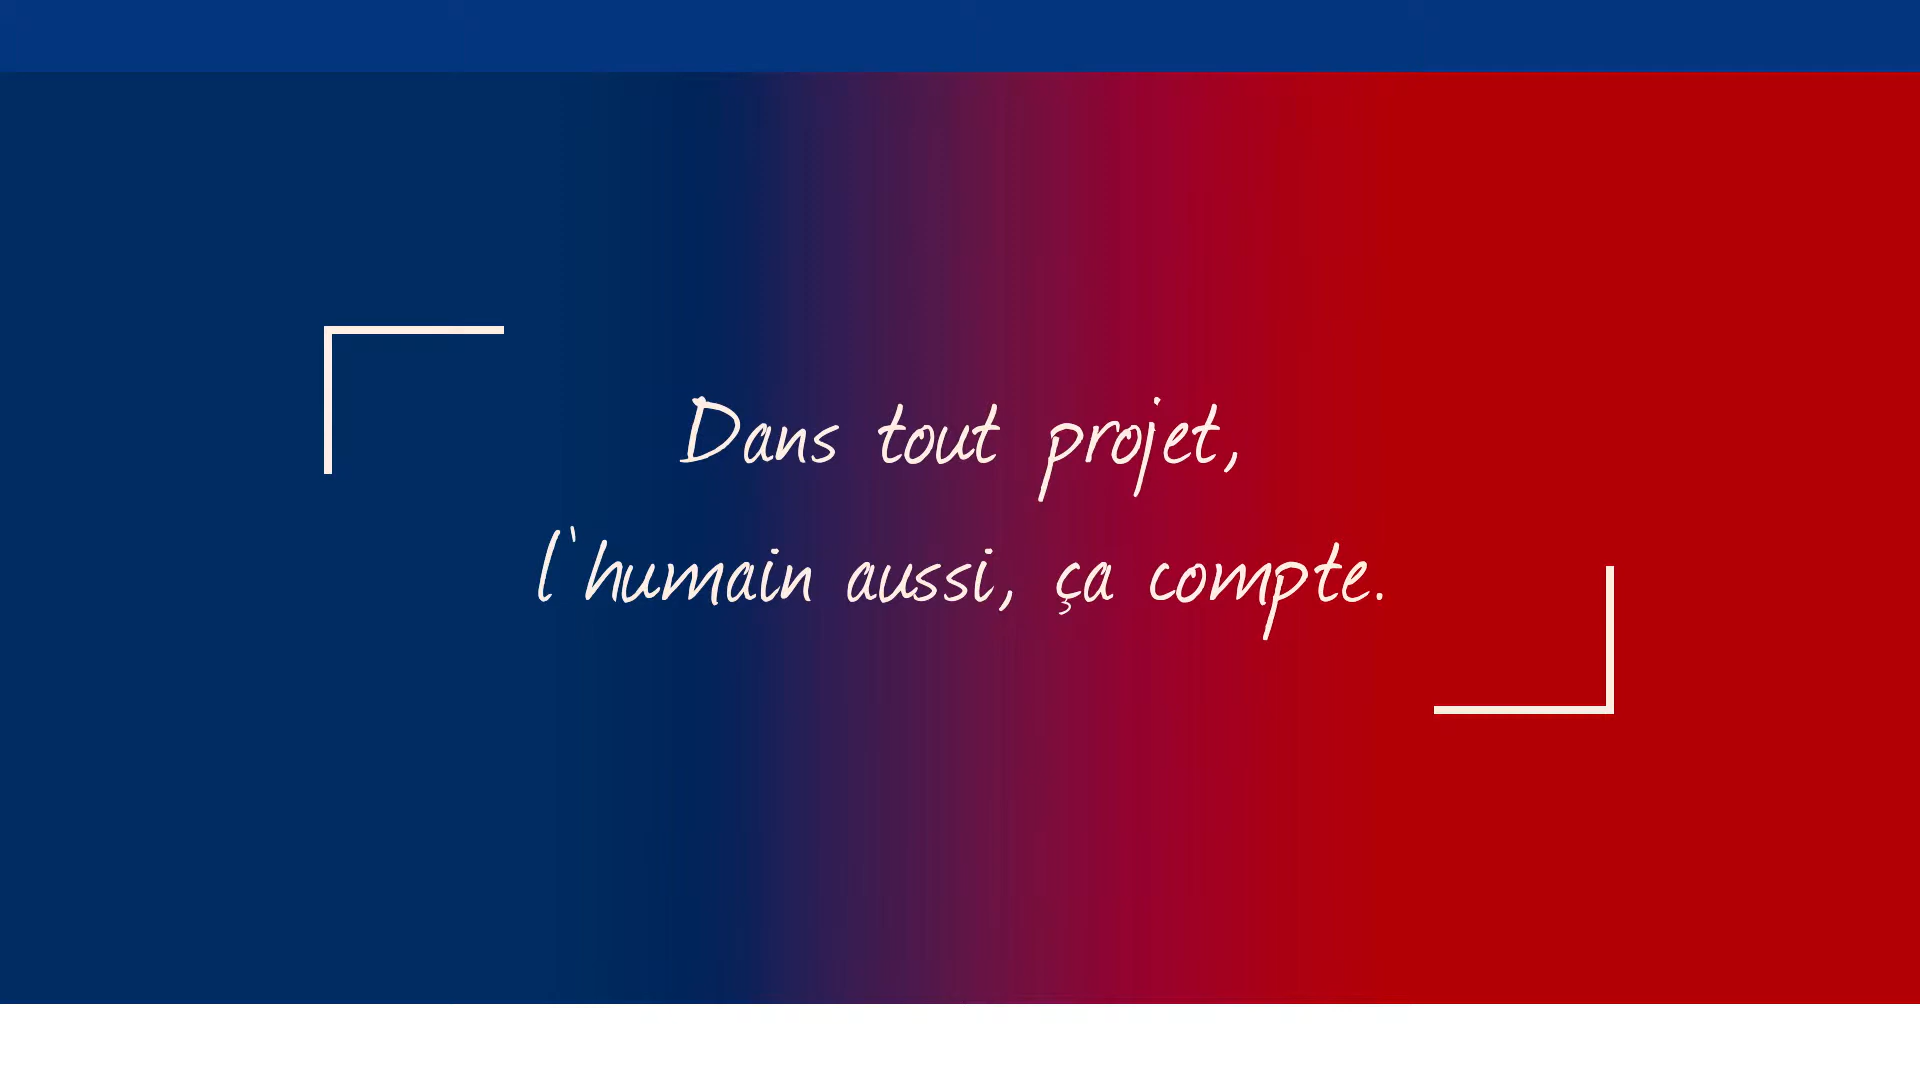 Dans tout projet,
l'humain aussi, ça compte.